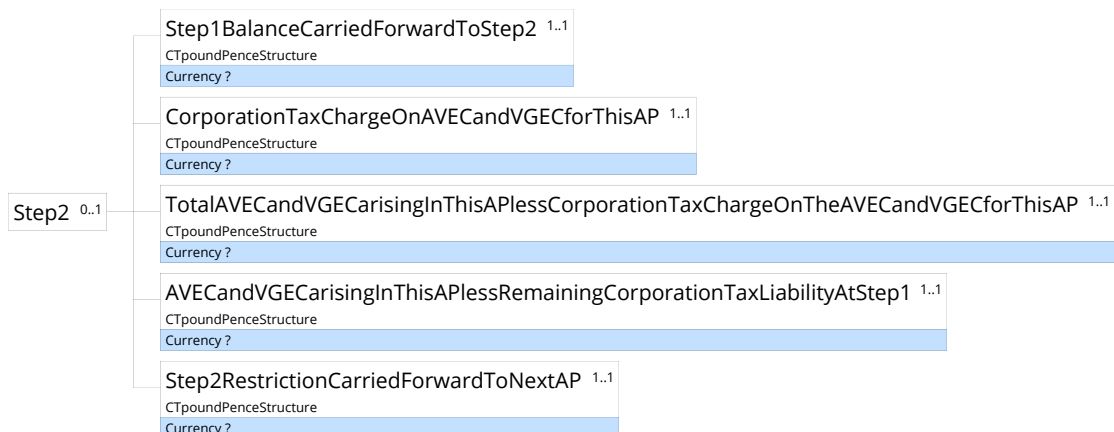 Step1BalanceCarriedForwardToStep2 1..1
CTpoundPenceStructure
Currency ?
CorporationTaxChargeOnAVECandVGECforThisAP 1..1
CTpoundPenceStructure
Currency ?
Step2 0..1
TotalAVECandVGECarisingInThisAPlessCorporationTaxChargeOnTheAVECandVGECforThisAP 1..1
CTpoundPenceStructure
Currency ?
AVECandVGECarisingInThisAPlessRemainingCorporationTaxLiabilityAtStep1 1..1
CTpoundPenceStructure
Currency ?
Step2RestrictionCarriedForwardToNextAP 1..1
CTpoundPenceStructure
Currency ?